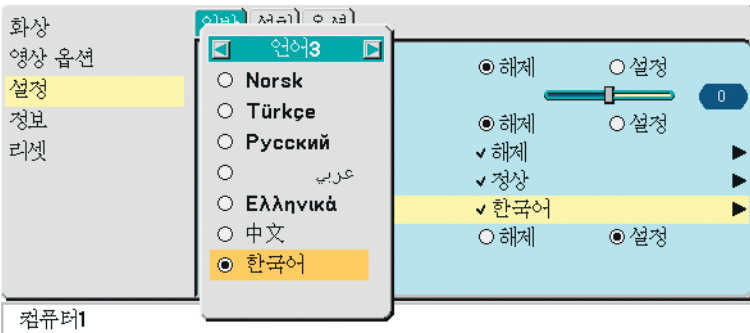 화상
영상 옵션
설정
정보
리셋
언어3
Norsk
Türkçe
Русский
عربي
Ελληνικά
中文
한국어
해제 설정
0
해제 설정
해제
정상
한국어
해제 설정
컴퓨터1